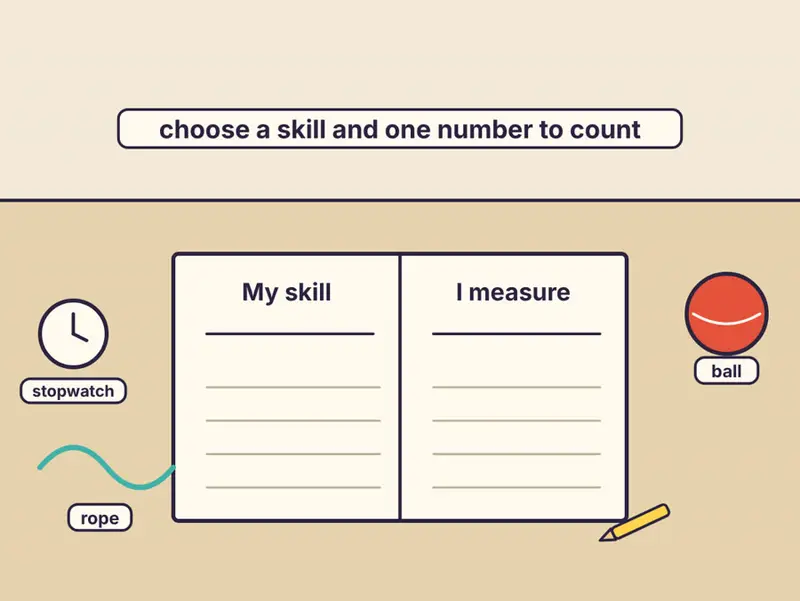 choose a skill and one number to count
My skill
I measure
stopwatch
ball
rope